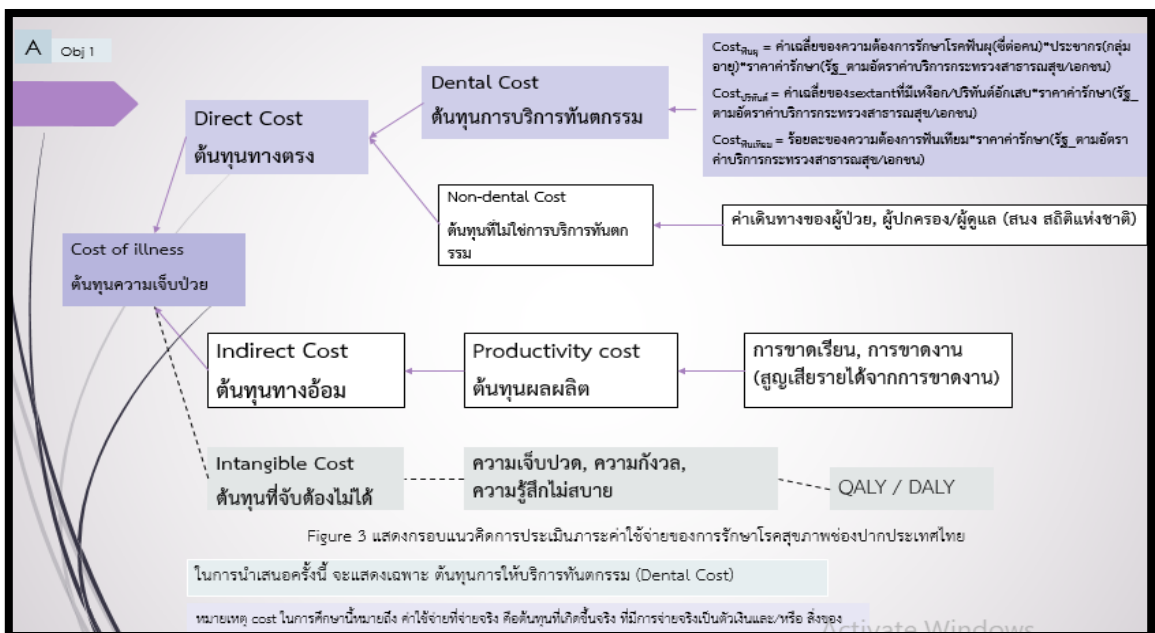 A Obj 1
Cost ฟันผุ = ค่าเฉลี่ยของความต้องการรักษาโรคฟันผุ(ซี่ต่อคน)*ประชากร(กลุ่ม
อายุ)*ราคาค่ารักษา(รัฐ_ตามอัตราค่าบริการกระทรวงสาธารณสุข/เอกชน)
Cost ปริทันต์ = ค่าเฉลี่ยของsextantที่มีเหงือก/ปริทันต์อักเสบ*ราคาค่ารักษา(รัฐ_
ตามอัตราค่าบริการกระทรวงสาธารณสุข/เอกชน)
Cost ฟันเทียม = ร้อยละของความต้องการฟันเทียม*ราคาค่ารักษา(รัฐ_ตามอัตรา
ค่าบริการกระทรวงสาธารณสุข/เอกชน)
Dental Cost
ต้นทุนการบริการทันตกรรม
Direct Cost
ต้นทุนทางตรง
Non-dental Cost
ต้นทุนที่ไม่ใช่การบริการทันตก
รรม
ค่าเดินทางของผู้ป่วย, ผู้ปกครอง/ผู้ดูแล (สนง สถิติแห่งชาติ)
Cost of illness
ต้นทุนความเจ็บป่วย
Indirect Cost
ต้นทุนทางอ้อม
Productivity cost
ต้นทุนผลผลิต
การขาดเรียน, การขาดงาน
(สูญเสียรายได้จากการขาดงาน)
Intangible Cost
ต้นทุนที่จับต้องไม่ได้
ความเจ็บปวด, ความกังวล,
ความรู้สึกไม่สบาย
QALY / DALY
Figure 3 แสดงกรอบแนวคิดการประเมินภาระค่าใช้จ่ายของการรักษาโรคสุขภาพช่องปากประเทศไทย
ในการนำเสนอครั้งนี้ จะแสดงเฉพาะ ต้นทุนการให้บริการทันตกรรม (Dental Cost)
หมายเหตุ cost ในการศึกษานี้หมายถึง ค่าใช้จ่ายที่จ่ายจริง คือต้นทุนที่เกิดขึ้นจริง ที่มีการจ่ายจริงเป็นตัวเงินและ/หรือ สิ่งของ
Activate Windows